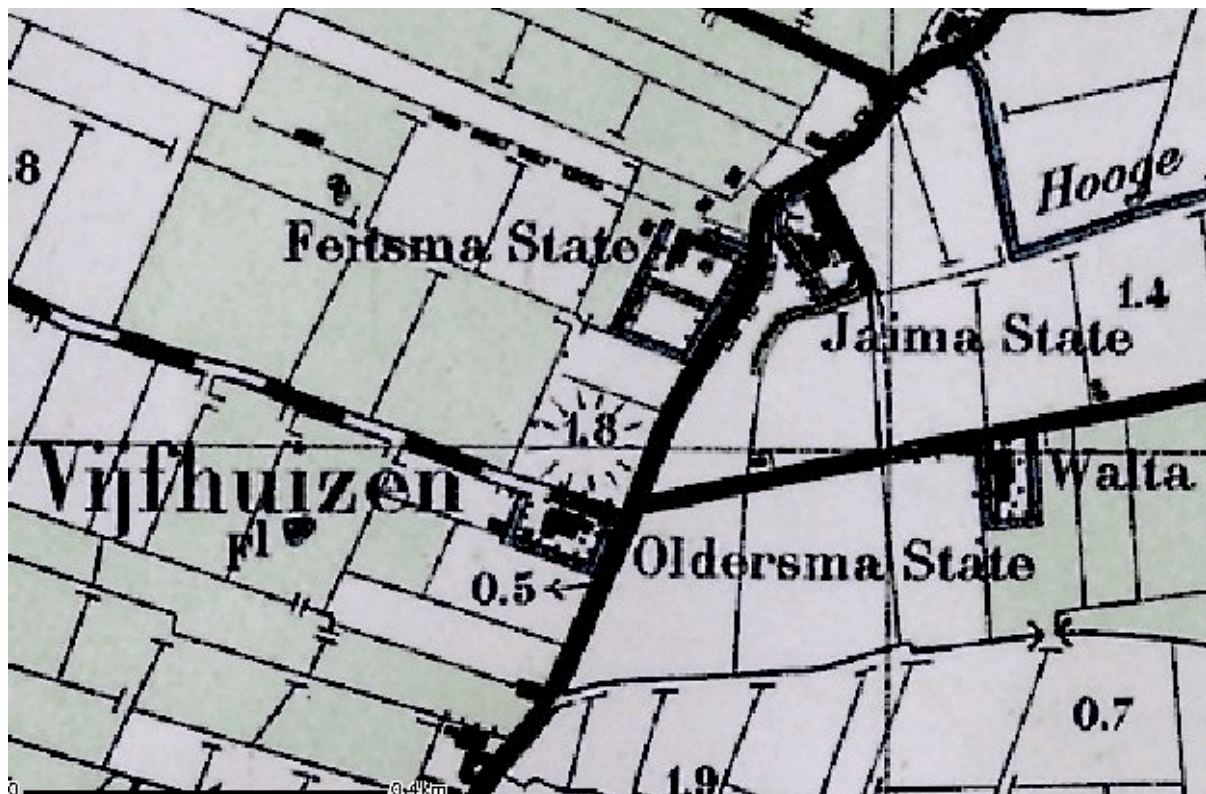 Hooge
.8
Feitsma State
1.4
Jaima State
1.8
Vijfhuizen
Walta
Fl
Oldersma State
0.5
0.7
1.9
0
0.4km